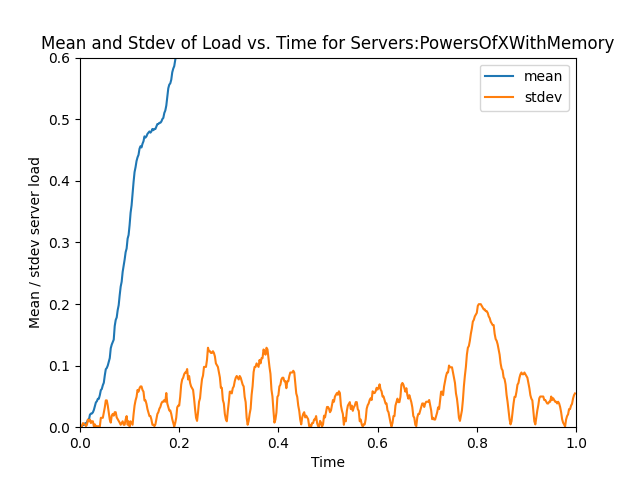 Mean and Stdev of Load vs. Time for Servers:PowersOfXWithMemory
mean
stdev
Mean / stdev server load
0.6
0.5
0.4
0.3
0.2
0.1
0.0
0.0 0.2 0.4 0.6 0.8 1.0
Time